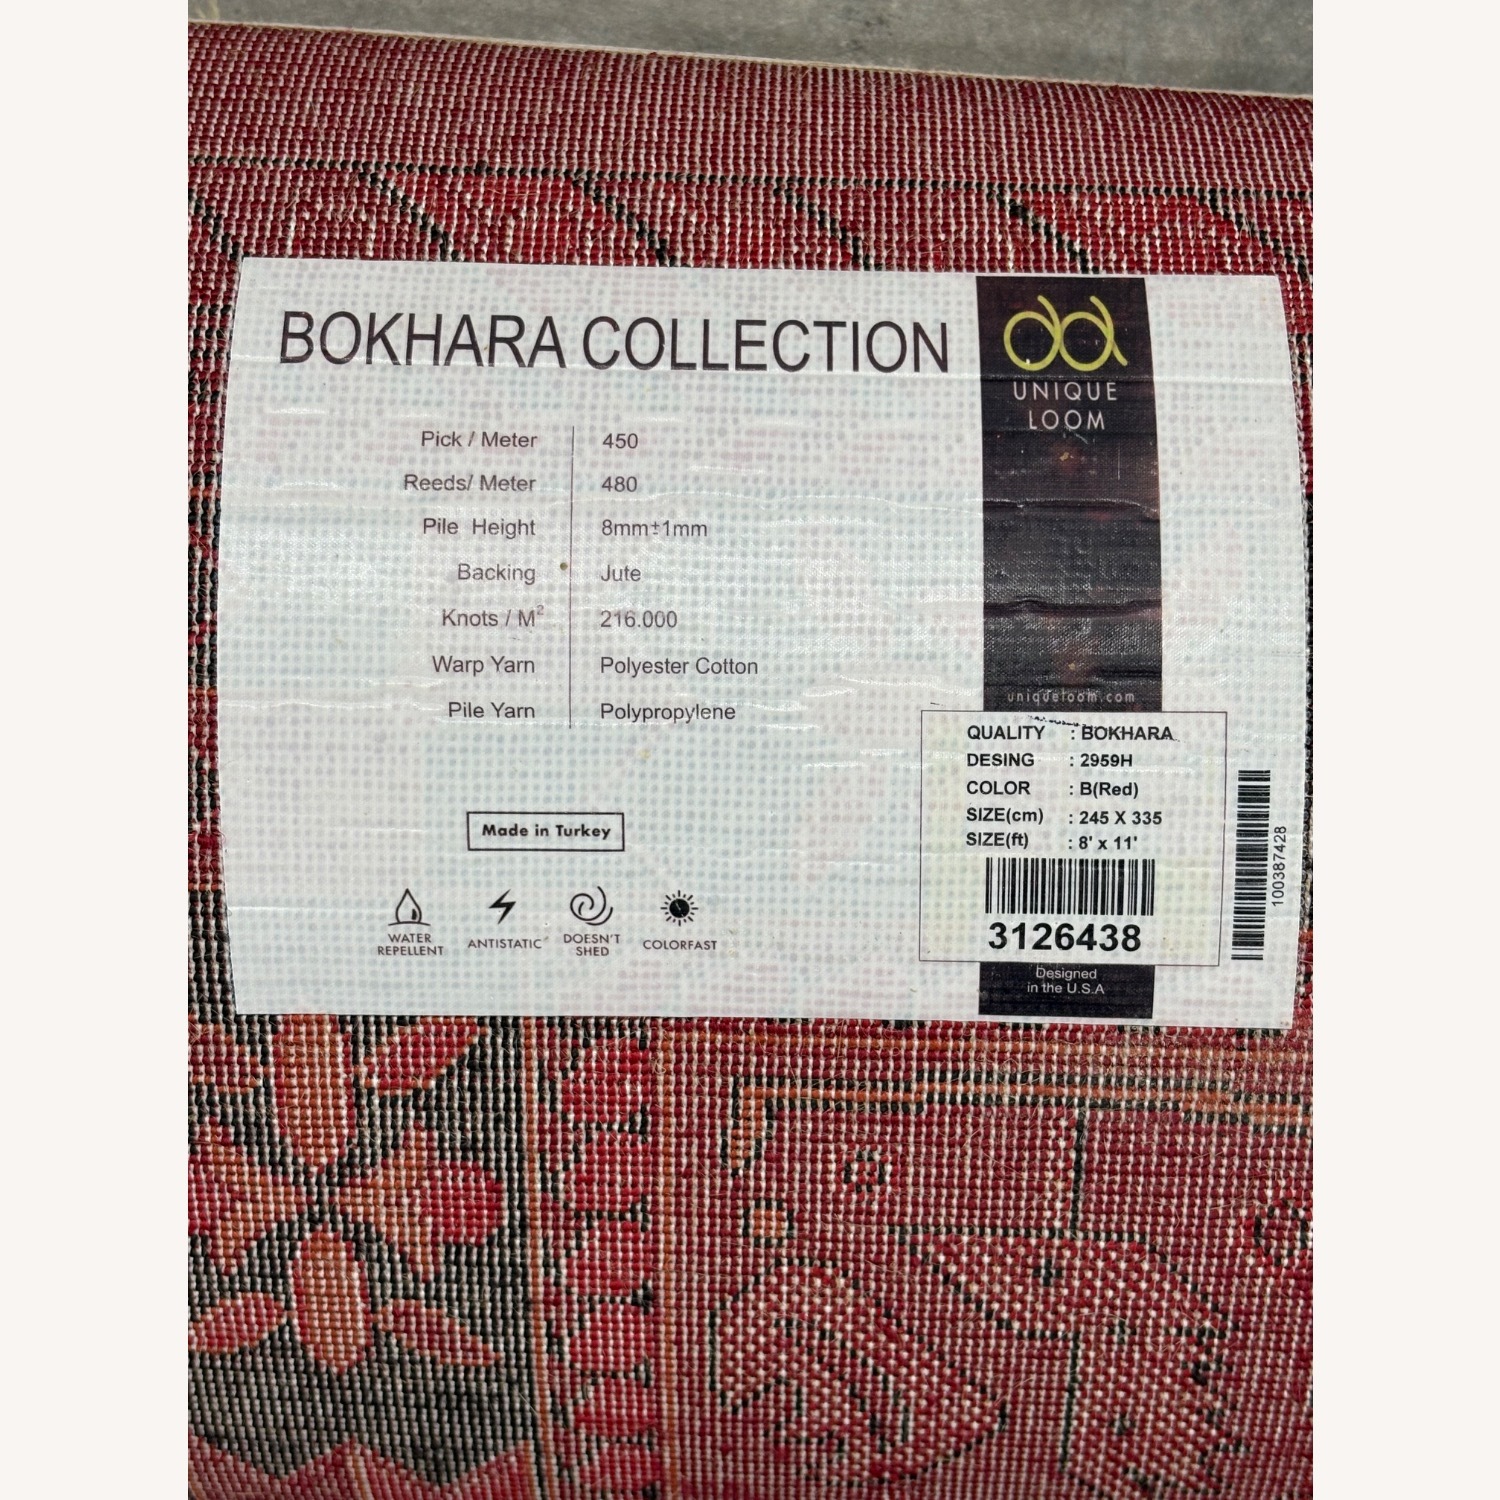 BOKHARA COLLECTION
UNIQUE
LOOM
Pick / Meter 450
Reeds/ Meter 480
Pile Height 8mm±1mm
Backing Jute
Knots / M² 216.000
Warp Yarn Polyester Cotton
Pile Yarn Polypropylene
uniqueloom.com
QUALITY : BOKHARA
DESING : 2959H
COLOR : B(Red)
SIZE(cm) : 245 X 335
SIZE(ft) : 8' x 11'
3126438
100387428
Designed
in the U.S.A
Made in Turkey
WATER
REPELLENT
ANTISTATIC
DOESN'T
SHED
COLORFAST